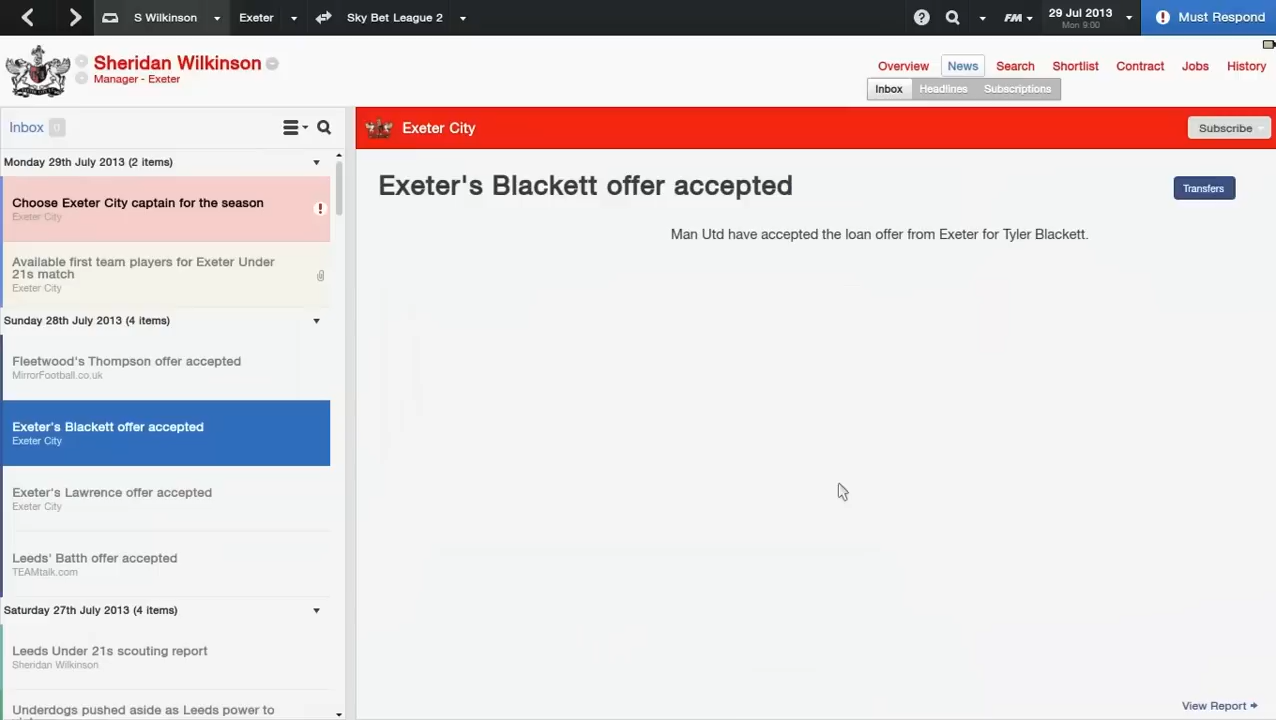 S Wilkinson Exeter Sky Bet League 2 FM 29 Jul 2013 Must Respond
Mon 9:00
Sheridan Wilkinson
Manager - Exeter
Overview News Search Shortlist Contract Jobs History
Inbox Headlines Subscriptions
Inbox 0
Exeter City
Subscribe
Monday 29th July 2013 (2 items)
Choose Exeter City captain for the season
Exeter City
Available first team players for Exeter Under
21s match
Exeter City
Sunday 28th July 2013 (4 items)
Fleetwood's Thompson offer accepted
MirrorFootball.co.uk
Exeter's Blackett offer accepted
Exeter City
Exeter's Lawrence offer accepted
Exeter City
Leeds' Batth offer accepted
TEAMtalk.com
Saturday 27th July 2013 (4 items)
Leeds Under 21s scouting report
Sheridan Wilkinson
Underdogs pushed aside as Leeds power to
Exeter's Blackett offer accepted
Transfers
Man Utd have accepted the loan offer from Exeter for Tyler Blackett.
View Report